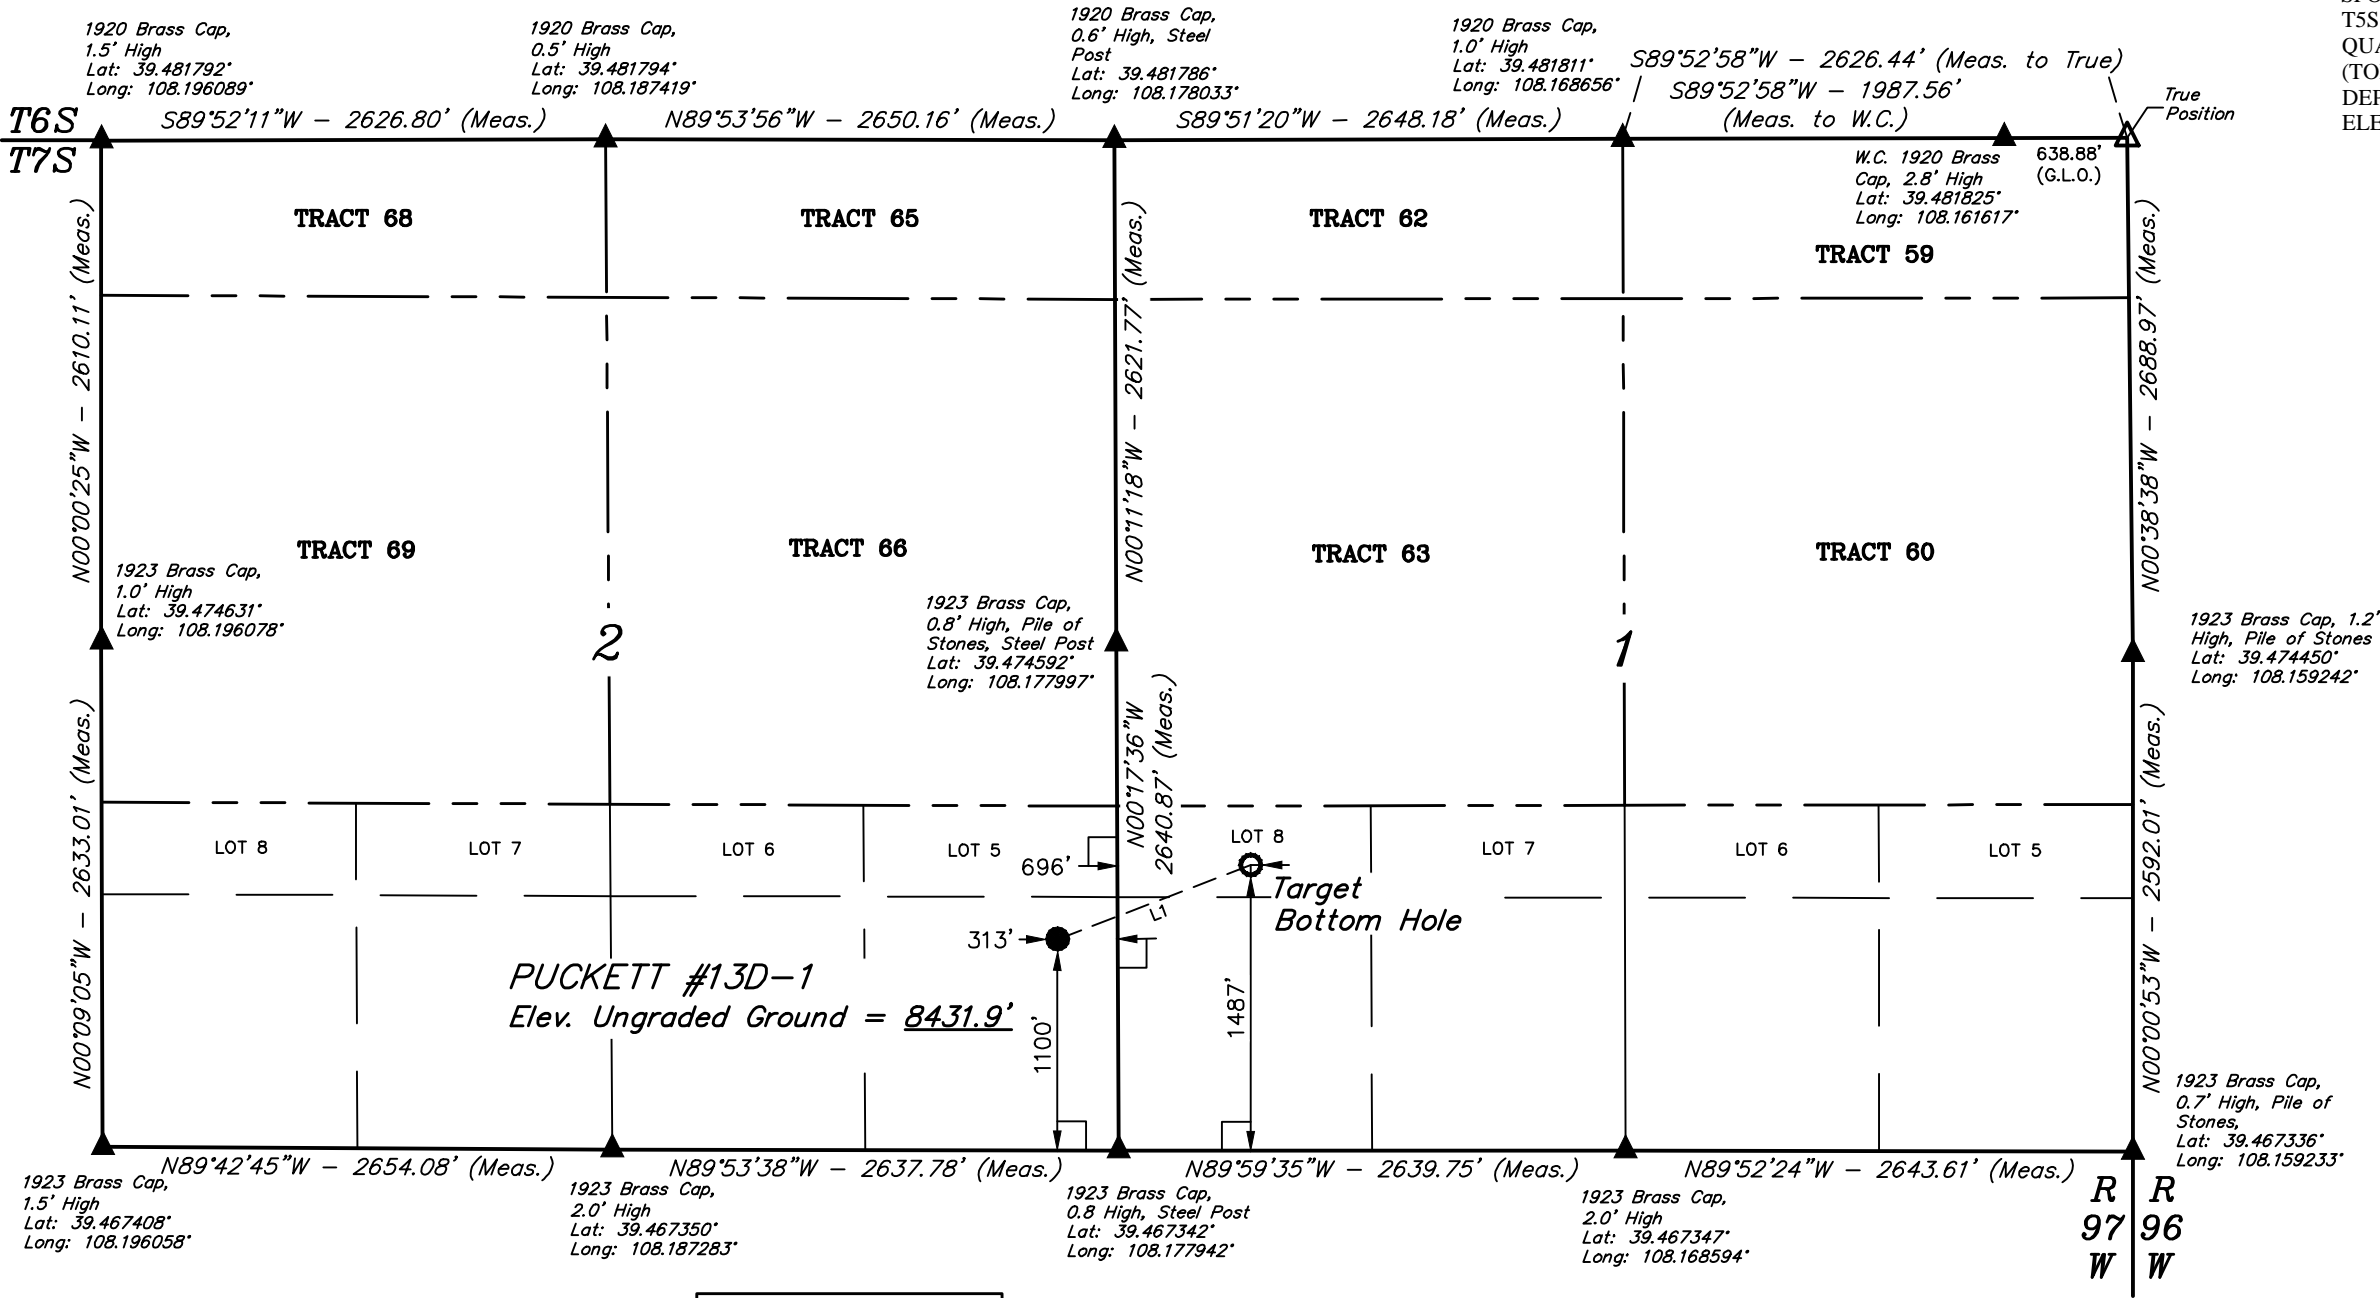 1920 Brass Cap,
1.5' High
Lat: 39.481792°
Long: 108.196089°
1920 Brass Cap,
0.5' High
Lat: 39.481794°
Long: 108.187419°
1920 Brass Cap,
0.6' High, Steel
Post
Lat: 39.481786°
Long: 108.178033°
1920 Brass Cap,
1.0' High
Lat: 39.481811°
Long: 108.168656°
S89°52'58"W - 2626.44' (Meas. to True)
S89°52'58"W - 1987.56'
(Meas. to W.C.)
True
Position
T5S
T6S
T7S
S89°52'11"W - 2626.80' (Meas.)
N89°53'56"W - 2650.16' (Meas.)
S89°51'20"W - 2648.18' (Meas.)
W.C. 1920 Brass
Cap, 2.8' High
Lat: 39.481825°
Long: 108.161617°
638.88'
(G.L.O.)
TRACT 68
TRACT 65
TRACT 62
TRACT 59
N00°00'25"W - 2610.11' (Meas.)
N00°11'18"W - 2621.77' (Meas.)
N00°38'38"W - 2688.97' (Meas.)
TRACT 69
TRACT 66
TRACT 63
TRACT 60
1923 Brass Cap,
1.0' High
Lat: 39.474631°
Long: 108.196078°
2
1923 Brass Cap,
0.8' High, Pile of
Stones, Steel Post
Lat: 39.474592°
Long: 108.177997°
1
1923 Brass Cap, 1.2'
High, Pile of Stones
Lat: 39.474450°
Long: 108.159242°
N00°09'05"W - 2633.01' (Meas.)
N00°17'36"W
2640.87' (Meas.)
N00°00'53"W - 2592.01' (Meas.)
LOT 8
LOT 7
LOT 6
LOT 5
LOT 8
LOT 7
LOT 6
LOT 5
696'
Target
Bottom Hole
L1
313'
PUCKETT #13D-1
Elev. Ungraded Ground = 8431.9'
1100'
1487'
N89°42'45"W - 2654.08' (Meas.)
N89°53'38"W - 2637.78' (Meas.)
N89°59'35"W - 2639.75' (Meas.)
N89°52'24"W - 2643.61' (Meas.)
1923 Brass Cap,
1.5' High
Lat: 39.467408°
Long: 108.196058°
1923 Brass Cap,
2.0' High
Lat: 39.467350°
Long: 108.187283°
1923 Brass Cap,
0.8 High, Steel Post
Lat: 39.467342°
Long: 108.177942°
1923 Brass Cap,
2.0' High
Lat: 39.467347°
Long: 108.168594°
1923 Brass Cap,
0.7' High, Pile of
Stones,
Lat: 39.467336°
Long: 108.159233°
R R
97 96
W W